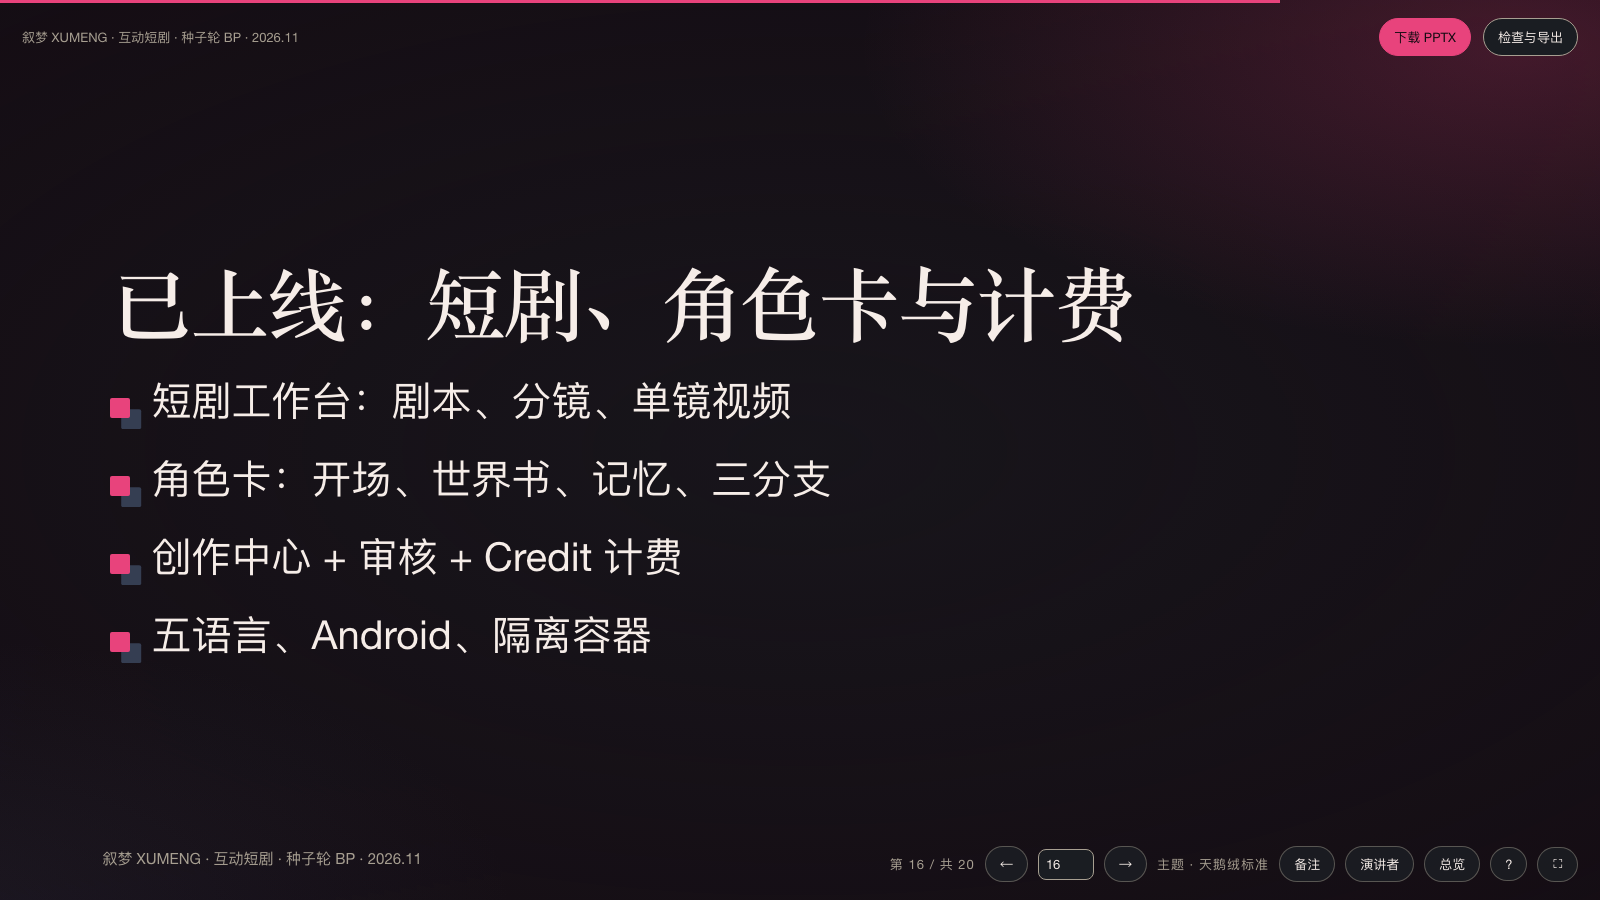 叙梦 XUMENG · 互动短剧 · 种子轮 BP · 2026.11
下载 PPTX
检查与导出
已上线：短剧、角色卡与计费
短剧工作台：剧本、分镜、单镜视频
角色卡：开场、世界书、记忆、三分支
创作中心 + 审核 + Credit 计费
五语言、Android、隔离容器
叙梦 XUMENG · 互动短剧 · 种子轮 BP · 2026.11
第 16 / 共 20
←
16
→
主题 · 天鹅绒标准
备注
演讲者
总览
?